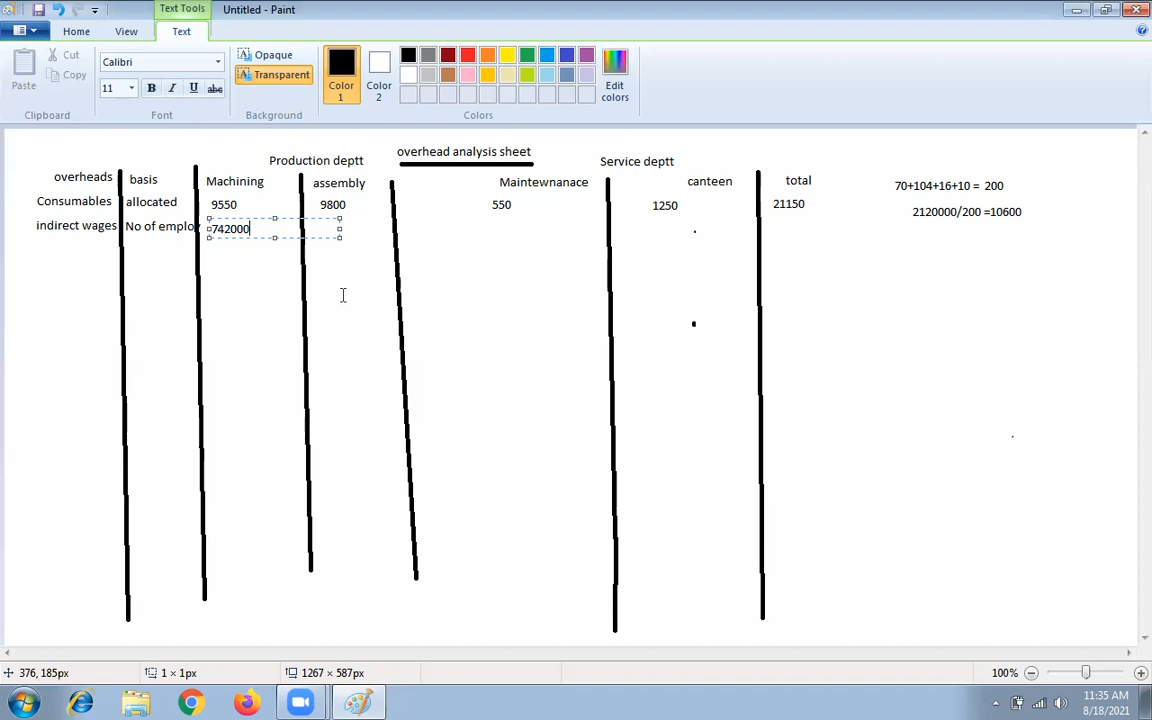 Text Tools
Untitled - Paint
Home
View
Text
Paste
Cut
Copy
Clipboard
Calibri
11
B I U abc
Font
Opaque
Transparent
Background
Color 1
Color 2
Edit colors
Colors
overhead analysis sheet
Production deptt
Service deptt
overheads
basis
Machining
assembly
Maintewnanace
canteen
total
Consumables
allocated
9550
9800
550
1250
21150
indirect wages
No of employ
742000
70+104+16+10 = 200
2120000/200 =10600
376, 185px
1 × 1px
1267 × 587px
100%
11:35 AM
8/18/2021